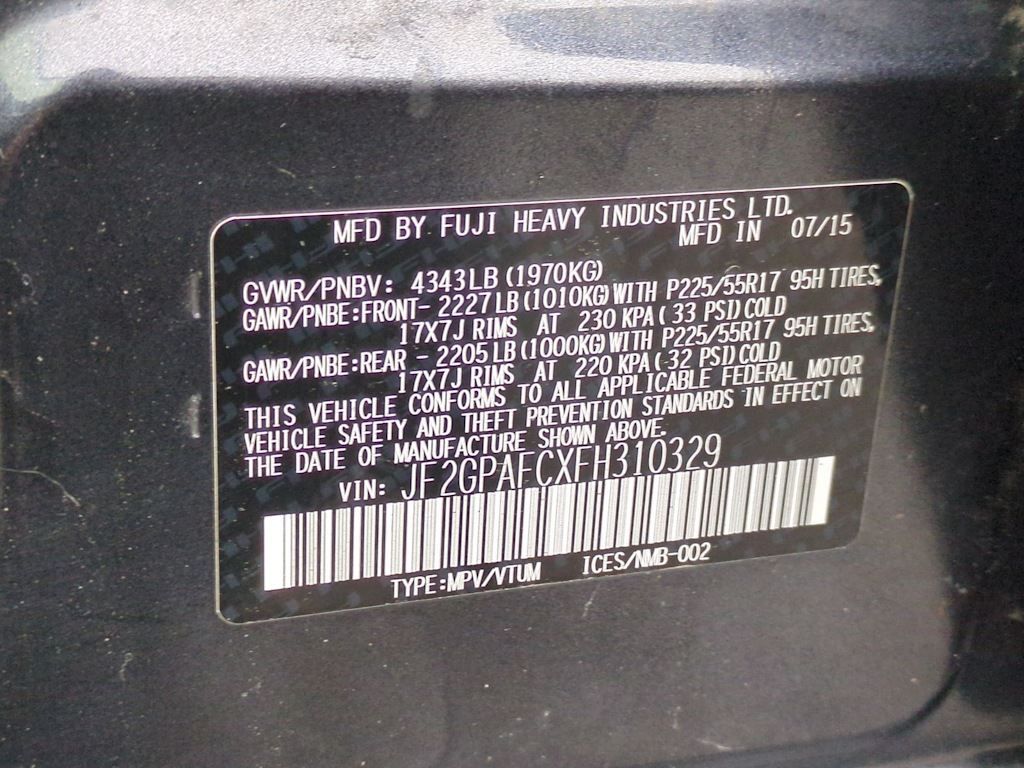 MFD BY FUJI HEAVY INDUSTRIES LTD.
MFD IN 07/15
GVWR/PNBV: 4343LB (1970KG)
GAWR/PNBE:FRONT- 2227LB (1010KG) WITH P225/55R17 95H TIRES,
17X7J RIMS AT 230 KPA ( 33 PSI) COLD
GAWR/PNBE:REAR - 2205LB (1000KG) WITH P225/55R17 95H TIRES,
17X7J RIMS AT 220 KPA ( 32 PSI) COLD
THIS VEHICLE CONFORMS TO ALL APPLICABLE FEDERAL MOTOR
VEHICLE SAFETY AND THEFT PREVENTION STANDARDS IN EFFECT ON
THE DATE OF MANUFACTURE SHOWN ABOVE.
VIN: JF2GPAFCXFH310329
TYPE:MPV/VTUM ICES/NMB-002